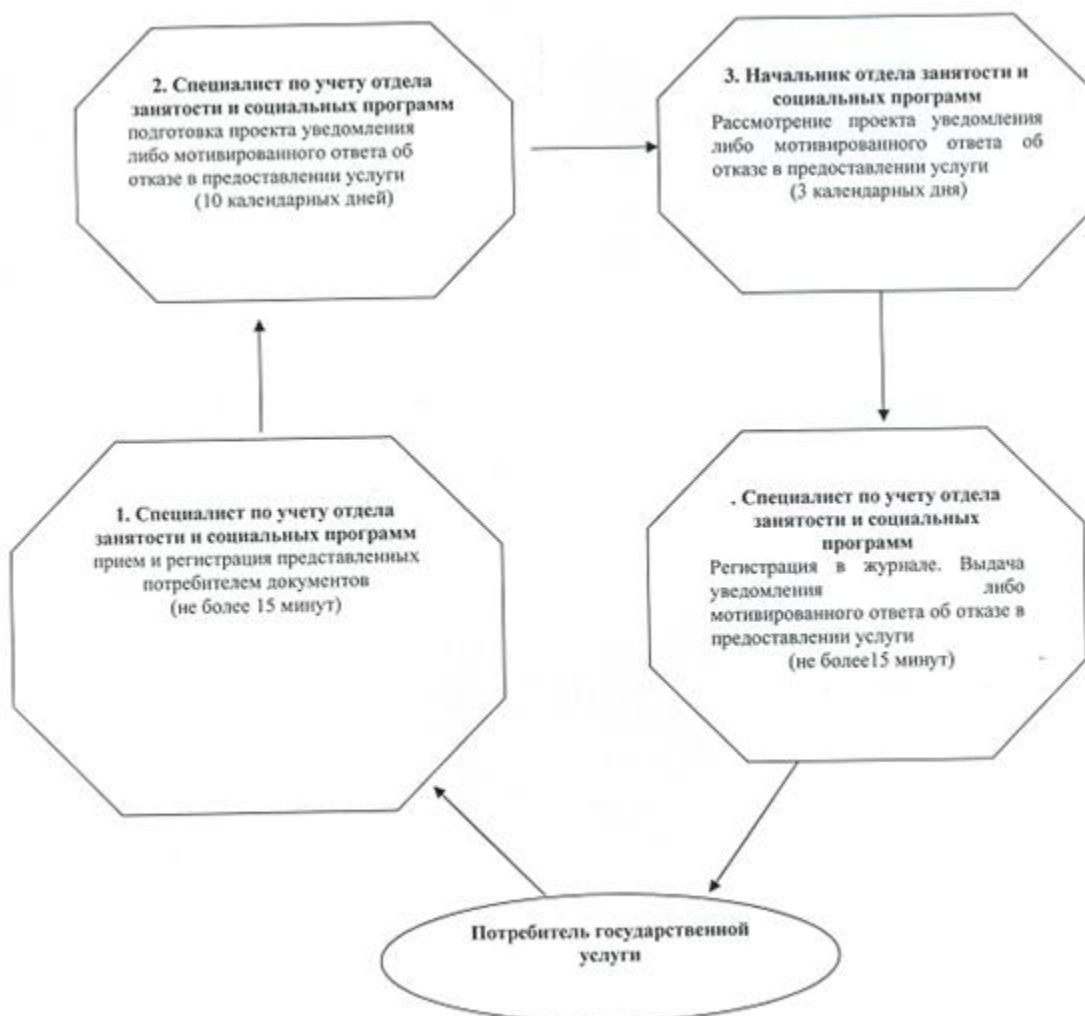 2. Специалист по учету отдела
занятости и социальных программ
подготовка проекта уведомления
либо мотивированного ответа об
отказе в предоставлении услуги
(10 календарных дней)
3. Начальник отдела занятости и
социальных программ
Рассмотрение проекта уведомления
либо мотивированного ответа об
отказе в предоставлении услуги
(3 календарных дня)
1. Специалист по учету отдела
занятости и социальных программ
прием и регистрация представленных
потребителем документов
(не более 15 минут)
. Специалист по учету отдела
занятости и социальных
программ
Регистрация в журнале. Выдача
уведомления либо
мотивированного ответа об отказе в
предоставлении услуги
(не более15 минут)
Потребитель государственной
услуги